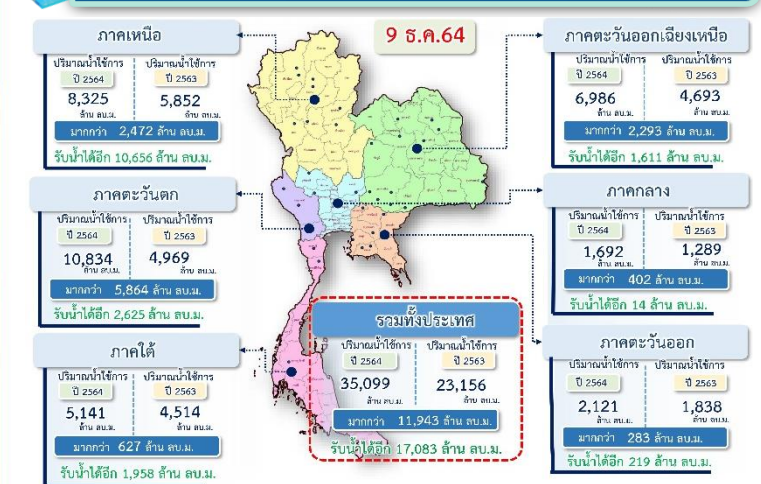 9 ธ.ค.64
ภาคเหนือ
ปริมาณน้ำใช้การ ปริมาณน้ำใช้การ
ปี 2564 ปี 2563
8,325 5,852
ล้าน ลบ.ม. ล้าน ลบ.ม.
มากกว่า 2,472 ล้าน ลบ.ม.
รับน้ำได้อีก 10,656 ล้าน ลบ.ม.
ภาคตะวันออกเฉียงเหนือ
ปริมาณน้ำใช้การ ปริมาณน้ำใช้การ
ปี 2564 ปี 2563
6,986 4,693
ล้าน ลบ.ม. ล้าน ลบ.ม.
มากกว่า 2,293 ล้าน ลบ.ม.
รับน้ำได้อีก 1,611 ล้าน ลบ.ม.
ภาคตะวันตก
ปริมาณน้ำใช้การ ปริมาณน้ำใช้การ
ปี 2564 ปี 2563
10,834 4,969
ล้าน ลบ.ม. ล้าน ลบ.ม.
มากกว่า 5,864 ล้าน ลบ.ม.
รับน้ำได้อีก 2,625 ล้าน ลบ.ม.
ภาคกลาง
ปริมาณน้ำใช้การ ปริมาณน้ำใช้การ
ปี 2564 ปี 2563
1,692 1,289
ล้าน ลบ.ม. ล้าน ลบ.ม.
มากกว่า 402 ล้าน ลบ.ม.
รับน้ำได้อีก 14 ล้าน ลบ.ม.
ภาคใต้
ปริมาณน้ำใช้การ ปริมาณน้ำใช้การ
ปี 2564 ปี 2563
5,141 4,514
ล้าน ลบ.ม. ล้าน ลบ.ม.
มากกว่า 627 ล้าน ลบ.ม.
รับน้ำได้อีก 1,958 ล้าน ลบ.ม.
รวมทั้งประเทศ
ปริมาณน้ำใช้การ ปริมาณน้ำใช้การ
ปี 2564 ปี 2563
35,099 23,156
ล้าน ลบ.ม. ล้าน ลบ.ม.
มากกว่า 11,943 ล้าน ลบ.ม.
รับน้ำได้อีก 17,083 ล้าน ลบ.ม.
ภาคตะวันออก
ปริมาณน้ำใช้การ ปริมาณน้ำใช้การ
ปี 2564 ปี 2563
2,121 1,838
ล้าน ลบ.ม. ล้าน ลบ.ม.
มากกว่า 283 ล้าน ลบ.ม.
รับน้ำได้อีก 219 ล้าน ลบ.ม.